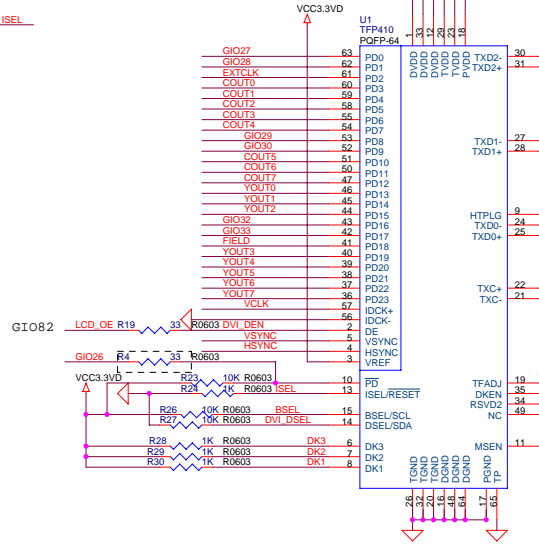 VCC3.3VD
ISEL
U1
TFP410
PQFP-64
1 33 12 29 23 18
DVDD DVDD DVDD TVDD TVDD PVDD
GIO27 63 PD0 TXD2- 30
GIO28 62 PD1 TXD2+ 31
EXTCLK 61 PD2
COUT0 60 PD3
COUT1 59 PD4
COUT2 58 PD5
COUT3 55 PD6
COUT4 54 PD7
GIO29 53 PD8 TXD1- 27
GIO30 52 PD9 TXD1+ 28
COUT5 51 PD10
COUT6 50 PD11
COUT7 47 PD12
YOUT0 46 PD13
YOUT1 45 PD14
YOUT2 44 PD15 HTPLG 9
GIO32 43 PD16 TXD0- 24
GIO33 42 PD17 TXD0+ 25
FIELD 41 PD18
YOUT3 40 PD19
YOUT4 39 PD20
YOUT5 38 PD21
YOUT6 37 PD22 TXC+ 22
YOUT7 36 PD23 TXC- 21
VCLK 57 IDCK+
56 IDCK-
GIO82 LCD_OE R19 33 R0603 DVI_DEN 2 DE
VSYNC 5 VSYNC
HSYNC 4 HSYNC
GIO26 R4 33 R0603 3 VREF
VCC3.3VD R23 10K R0603 10 PD TFADJ 19
R24 1K R0603 ISEL 13 ISEL/RESET DKEN 35
RSVD2 34
R26 10K R0603 BSEL 15 BSEL/SCL NC 49
R27 10K R0603 DVI_DSEL 14 DSEL/SDA
R28 1K R0603 DK3 6 DK3 MSEN 11
R29 1K R0603 DK2 7 DK2
R30 1K R0603 DK1 8 DK1
TGND TGND TGND DGND DGND DGND PGND TP
26 32 20 16 48 64 17 65